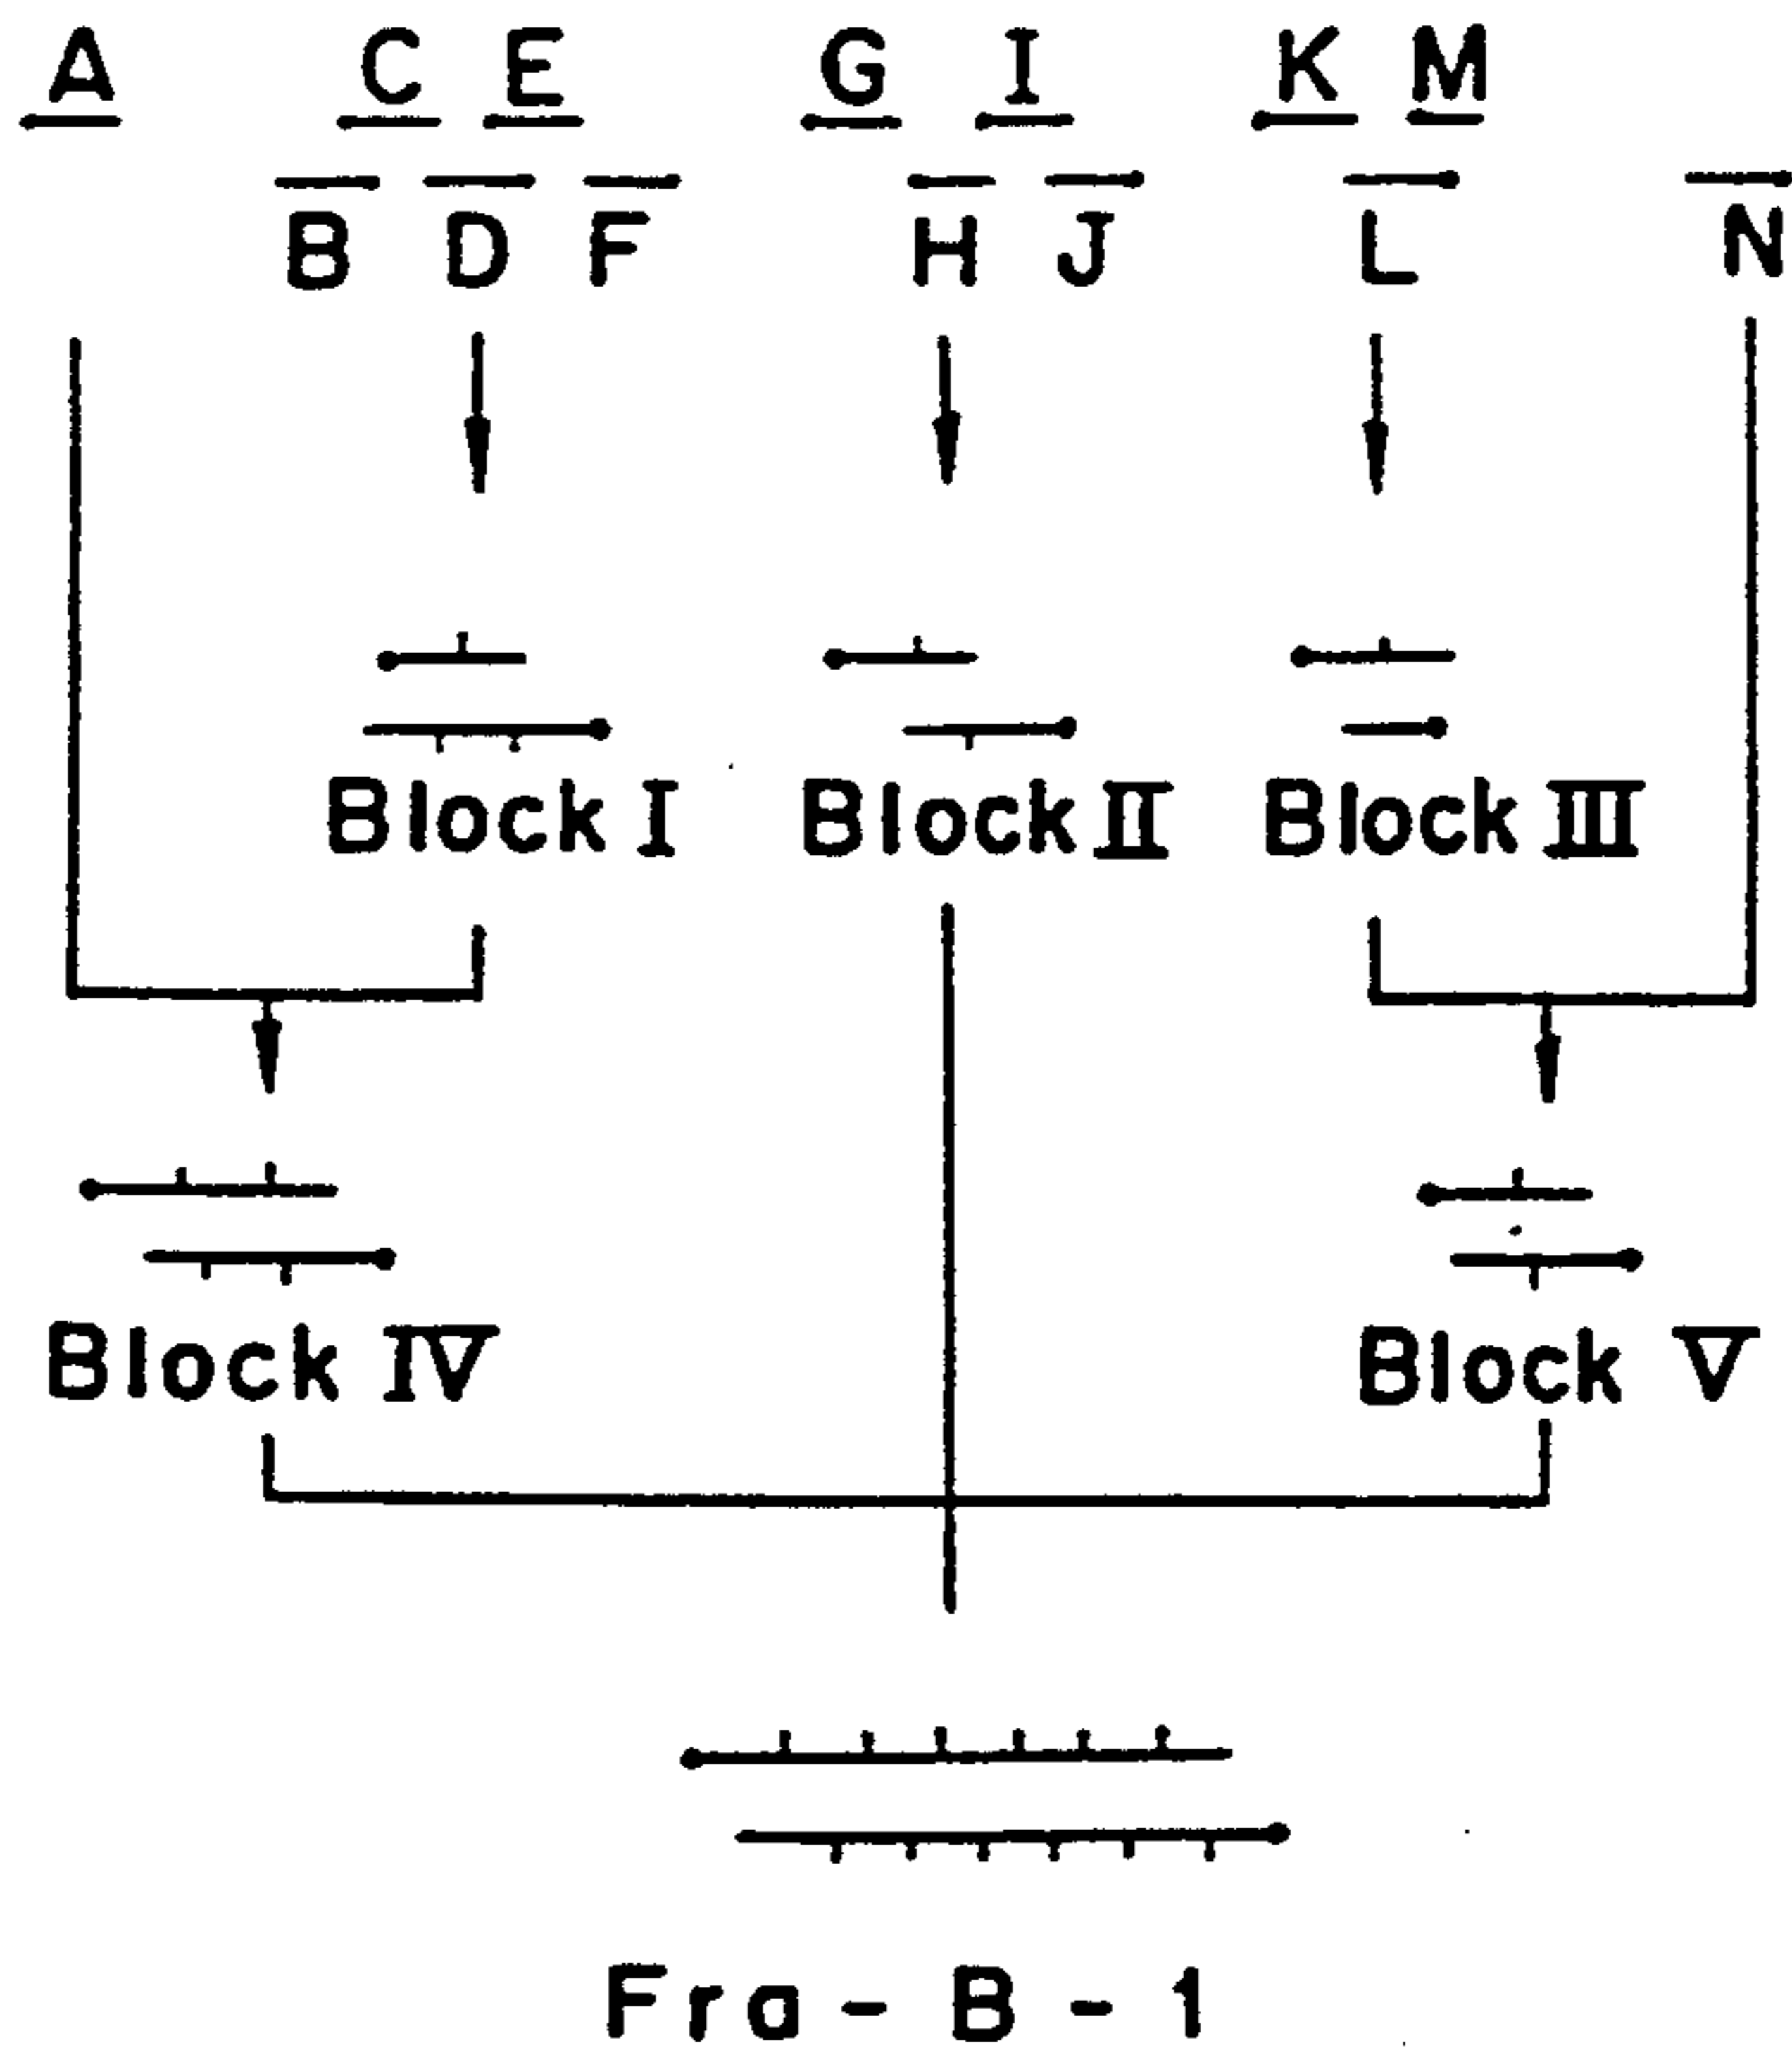 A C E G I K M
B D F H J L N
Block I Block II Block III
Block IV Block V
Fra - B - 1